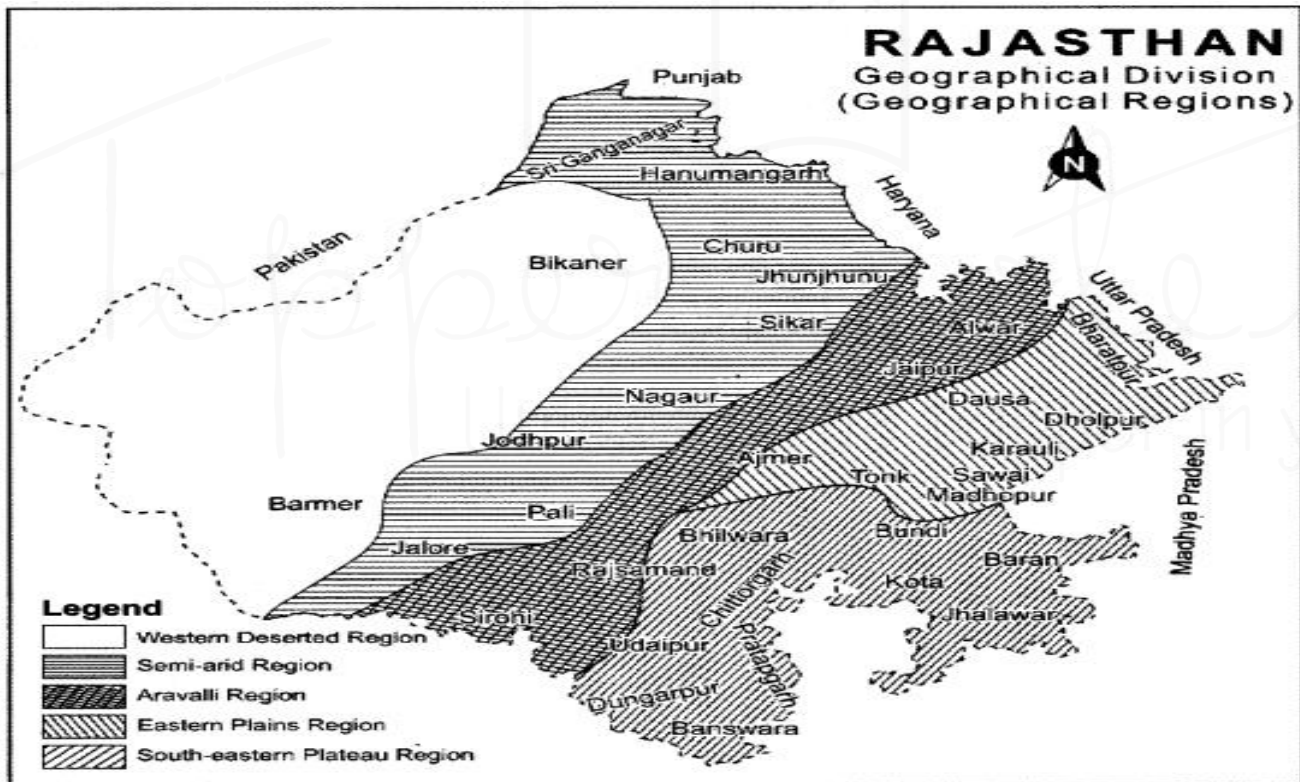 RAJASTHAN
Geographical Division
(Geographical Regions)
N
Punjab
Sri Ganganagar
Hanumangarh
Haryana
Pakistan
Churu
Bikaner
Jhunjhunu
Uttar Pradesh
Sikar
Alwar
Bharatpur
Jaipur
Nagaur
Dausa
Dholpur
Jodhpur
Karauli
Ajmer
Tonk
Sawai
Madhopur
Barmer
Pali
Madhya Pradesh
Bhilwara
Bundi
Jalore
Baran
Rajsamand
Chittorgarh
Kota
Sirohi
Jhalawar
Udaipur
Pratapgarh
Dungarpur
Banswara
Legend
Western Deserted Region
Semi-arid Region
Aravalli Region
Eastern Plains Region
South-eastern Plateau Region